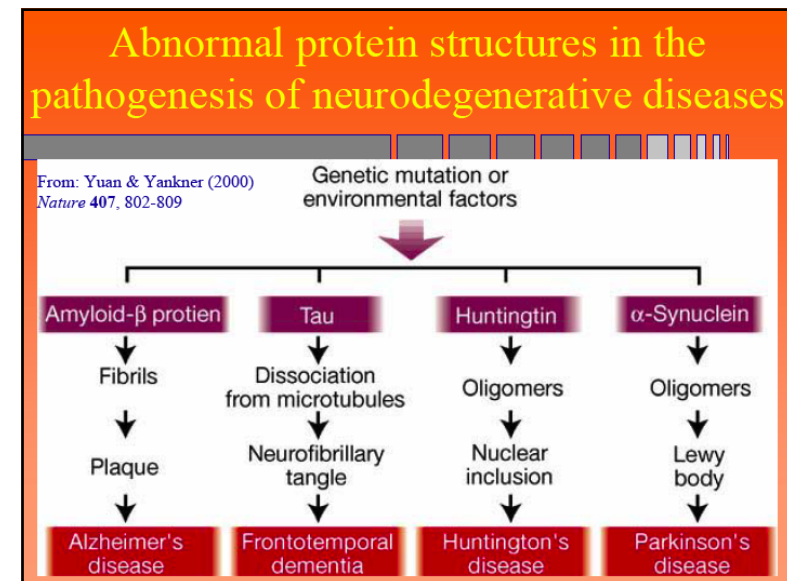 Abnormal protein structures in the
pathogenesis of neurodegenerative diseases
From: Yuan & Yankner (2000)
Nature 407, 802-809
Genetic mutation or
environmental factors
Amyloid-β protien
Tau
Huntingtin
α-Synuclein
Fibrils
Dissociation
from microtubules
Oligomers
Oligomers
Plaque
Neurofibrillary
tangle
Nuclear
inclusion
Lewy
body
Alzheimer's
disease
Frontotemporal
dementia
Huntington's
disease
Parkinson's
disease